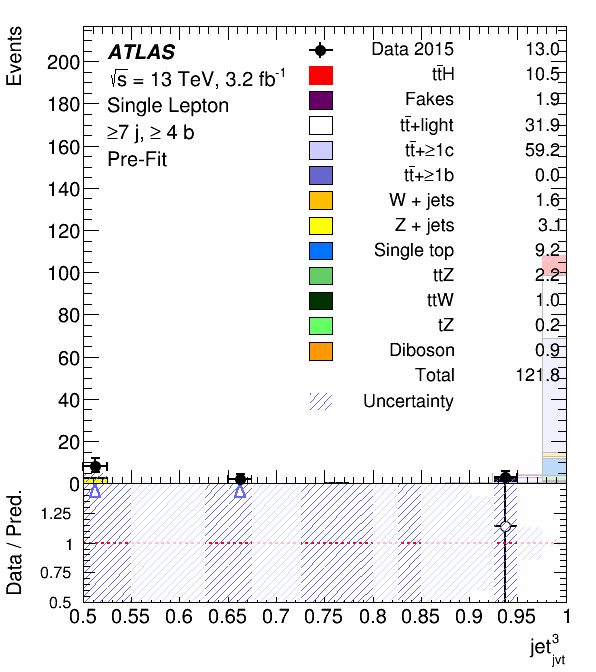 Events
ATLAS
√s = 13 TeV, 3.2 fb⁻¹
Single Lepton
≥7 j, ≥ 4 b
Pre-Fit
Data 2015 13.0
tt̄H 10.5
Fakes 1.9
tt̄+light 31.9
tt̄+≥1c 59.2
tt̄+≥1b 0.0
W + jets 1.6
Z + jets 3.1
Single top 9.2
ttZ 2.2
ttW 1.0
tZ 0.2
Diboson 0.9
Total 121.8
Uncertainty
200
180
160
140
120
100
80
60
40
20
0
Data / Pred.
1.25
1
0.75
0.5
0.5 0.55 0.6 0.65 0.7 0.75 0.8 0.85 0.9 0.95 1
jet³jvt